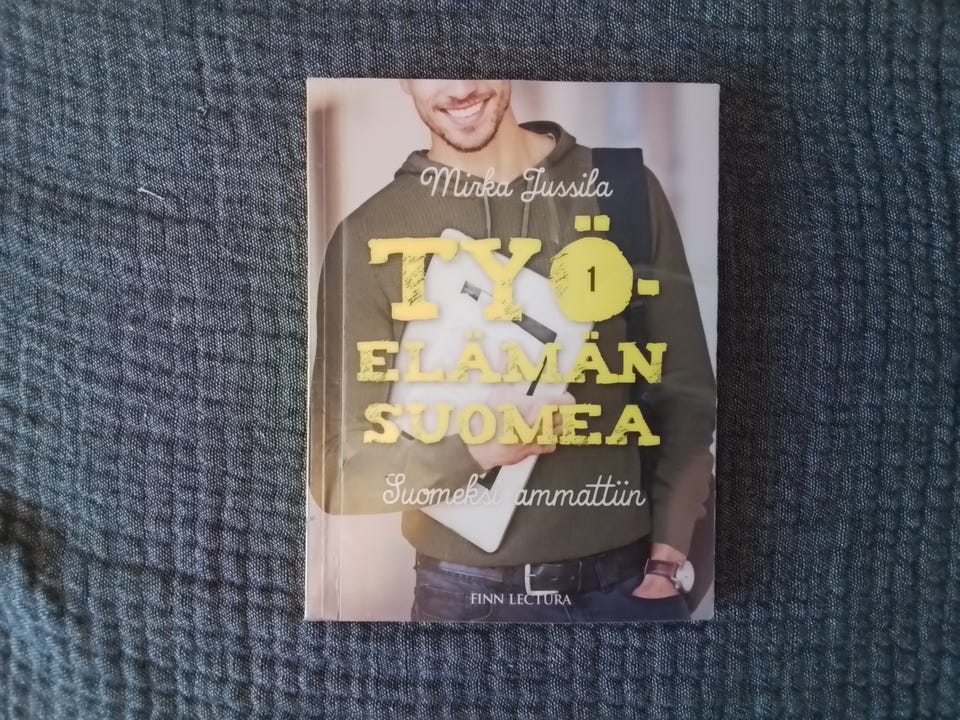 Mirka Jussila
TYÖ-
1
ELÄMÄN
SUOMEA
Suomeksi ammattiin
FINN LECTURA